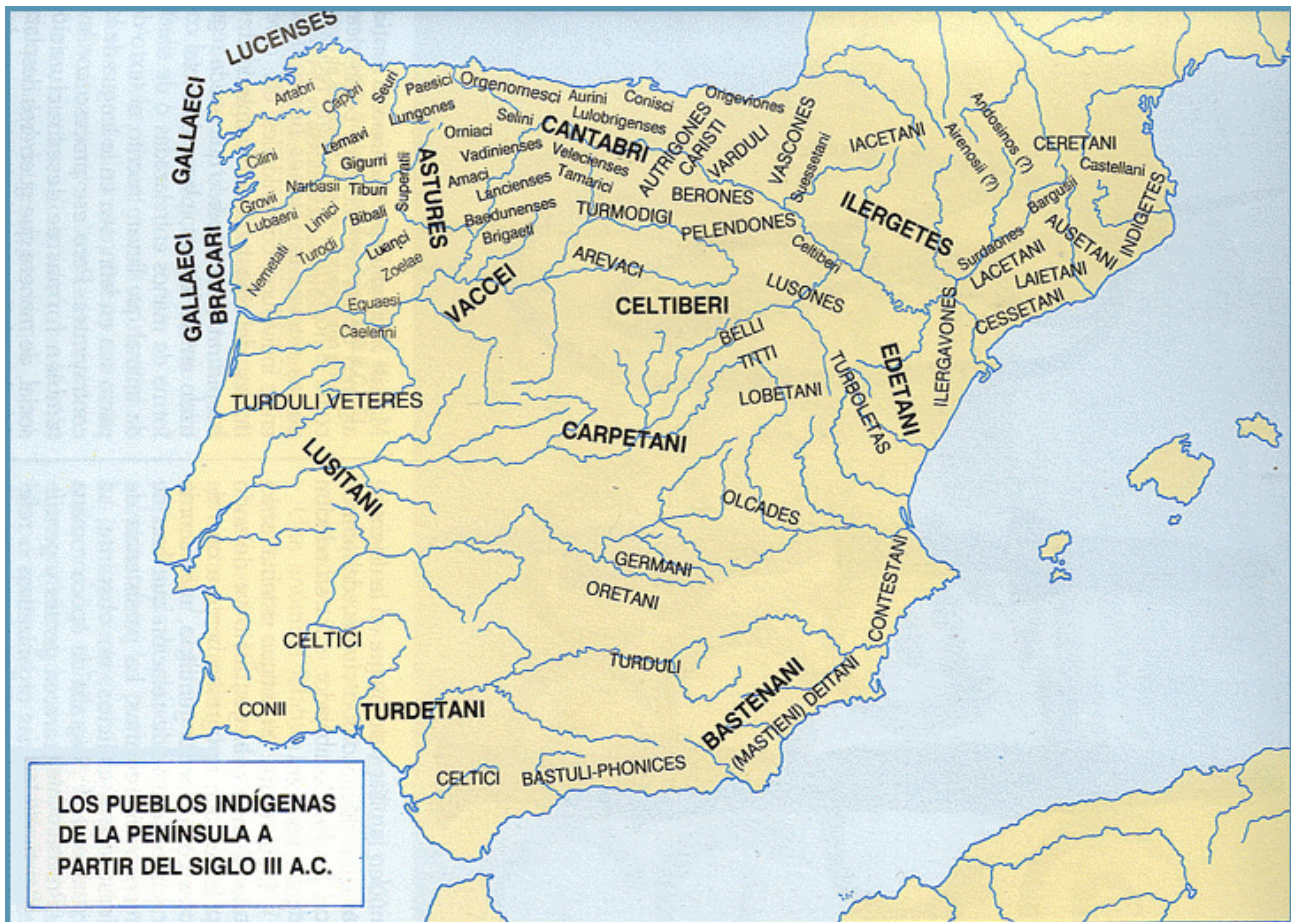 LUCENSES
GALLAECI
GALLAECI
BRACARI
Artabri
Capori
Seuri
Paesici
Orgenomesci
Aurini
Conisci
Origeviones
Lungones
Selini
Lulobrigenses
CANTABRI
AUTRIGONES
CARISTI
VARDULI
VASCONES
Suessetani
IACETANI
Airenosii (?)
Andosinos (?)
CERETANI
Castellani
Cilini
Lemavi
Gigurri
Orniaci
Vadinienses
Velecienses
Superatii
ASTURES
Amaci
Lancienses
Tamarici
BERONES
ILERGETES
Bargusii
AUSETANI
INDIGETES
Grovii
Narbasii
Tiburi
Lubaeni
Limici
Bibali
Baedunenses
TURMODIGI
PELENDONES
Brigaeti
Celtiberi
Surdaones
LACETANI
LAIETANI
CESSETANI
Nemetati
Turodi
Luanci
Zoelae
VACCEI
AREVACI
LUSONES
Equaesi
Caelerini
CELTIBERI
BELLI
TITTI
LOBETANI
TURBOLETAS
EDETANI
ILERGAVONES
TURDULI VETERES
CARPETANI
LUSITANI
OLCADES
GERMANI
ORETANI
CONTESTANI
CELTICI
TURDULI
CONII
TURDETANI
BASTENANI
(MASTIENI) DEITANI
CELTICI
BASTULI-PHONICES
LOS PUEBLOS INDÍGENAS
DE LA PENÍNSULA A
PARTIR DEL SIGLO III A.C.